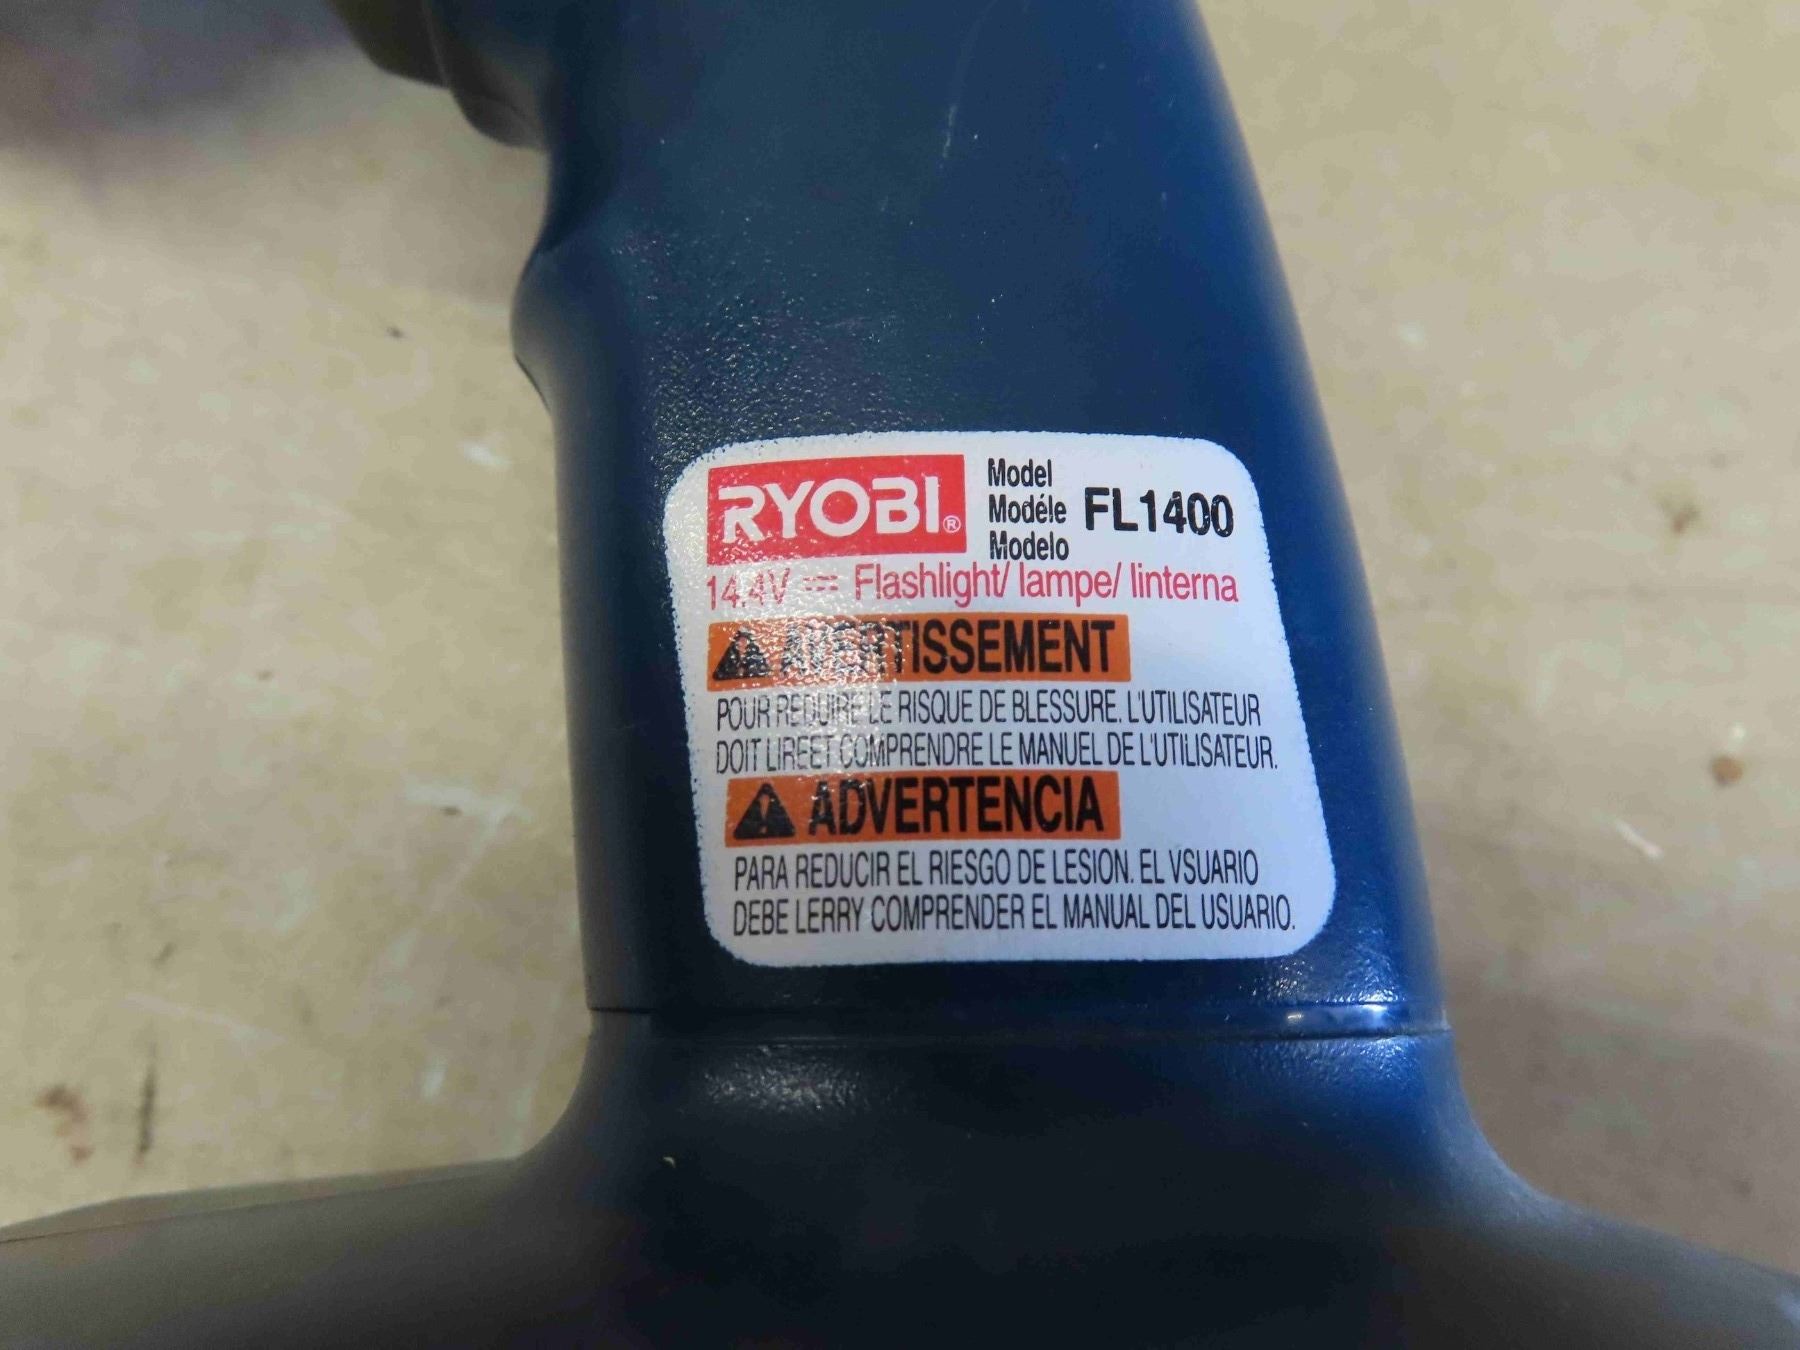 RYOBI®
Model
Modéle FL1400
Modelo
14.4V ⎓ Flashlight/ lampe/ linterna
AVERTISSEMENT
POUR REDUIRE LE RISQUE DE BLESSURE. L'UTILISATEUR
DOIT LIREET COMPRENDRE LE MANUEL DE L'UTILISATEUR.
ADVERTENCIA
PARA REDUCIR EL RIESGO DE LESION. EL VSUARIO
DEBE LERRY COMPRENDER EL MANUAL DEL USUARIO.